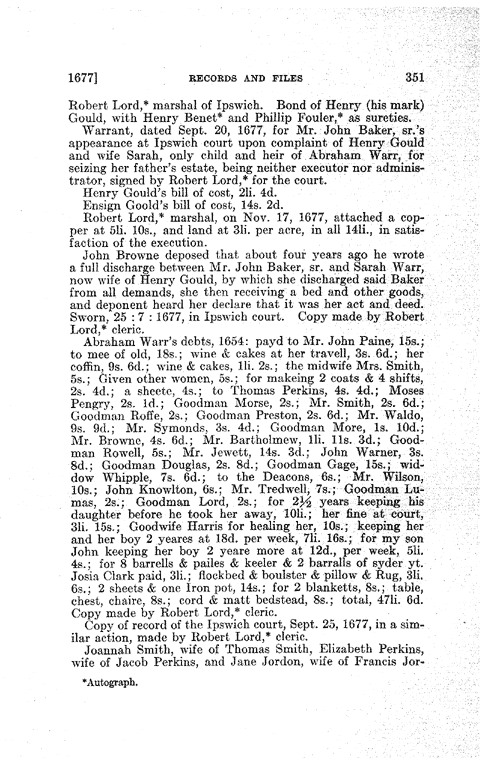 1677] RECORDS AND FILES 351
Robert Lord,* marshal of Ipswich. Bond of Henry (his mark)
Gould, with Henry Benet* and Phillip Fouler,* as sureties.
Warrant, dated Sept. 20, 1677, for Mr. John Baker, sr.'s
appearance at Ipswich court upon complaint of Henry Gould
and wife Sarah, only child and heir of Abraham Warr, for
seizing her father's estate, being neither executor nor adminis-
trator, signed by Robert Lord,* for the court.
Henry Gould's bill of cost, 2li. 4d.
Ensign Goold's bill of cost, 14s. 2d.
Robert Lord,* marshal, on Nov. 17, 1677, attached a cop-
per at 5li. 10s., and land at 3li. per acre, in all 14li., in satis-
faction of the execution.
John Browne deposed that about four years ago he wrote
a full discharge between Mr. John Baker, sr. and Sarah Warr,
now wife of Henry Gould, by which she discharged said Baker
from all demands, she then receiving a bed and other goods,
and deponent heard her declare that it was her act and deed.
Sworn, 25 : 7 : 1677, in Ipswich court. Copy made by Robert
Lord,* cleric.
Abraham Warr's debts, 1654: payd to Mr. John Paine, 15s.;
to mee of old, 18s.; wine & cakes at her travell, 3s. 6d.; her
coffin, 9s. 6d.; wine & cakes, 1li. 2s.; the midwife Mrs. Smith,
5s.; Given other women, 5s.; for makeing 2 coats & 4 shifts,
2s. 4d.; a sheete, 4s.; to Thomas Perkins, 4s. 4d.; Moses
Pengry, 2s. 1d.; Goodman Morse, 2s.; Mr. Smith, 2s. 6d.;
Goodman Roffe, 2s.; Goodman Preston, 2s. 6d.; Mr. Waldo,
9s. 9d.; Mr. Symonds, 3s. 4d.; Goodman More, 1s. 10d.;
Mr. Browne, 4s. 6d.; Mr. Bartholmew, 1li. 11s. 3d.; Good-
man Rowell, 5s.; Mr. Jewett, 14s. 3d.; John Warner, 3s.
8d.; Goodman Douglas, 2s. 8d.; Goodman Gage, 15s.; wid-
dow Whipple, 7s. 6d.; to the Deacons, 6s.; Mr. Wilson,
10s.; John Knowlton, 6s.; Mr. Tredwell, 7s.; Goodman Lu-
mas, 2s.; Goodman Lord, 2s.; for 2½ years keeping his
daughter before he took her away, 10li.; her fine at court,
3li. 15s.; Goodwife Harris for healing her, 10s.; keeping her
and her boy 2 yeares at 18d. per week, 7li. 16s.; for my son
John keeping her boy 2 yeare more at 12d., per week, 5li.
4s.; for 8 barrells & pailes & keeler & 2 barralls of syder yt.
Josia Clark paid, 3li.; flockbed & boulster & pillow & Rug, 3li.
6s.; 2 sheets & one Iron pot, 14s.; for 2 blanketts, 8s.; table,
chest, chaire, 8s.; cord & matt bedstead, 8s.; total, 47li. 6d.
Copy made by Robert Lord,* cleric.
Copy of record of the Ipswich court, Sept. 25, 1677, in a sim-
ilar action, made by Robert Lord,* cleric.
Joannah Smith, wife of Thomas Smith, Elizabeth Perkins,
wife of Jacob Perkins, and Jane Jordon, wife of Francis Jor-
*Autograph.